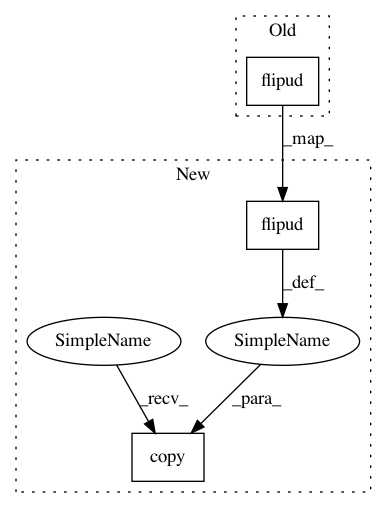 Old
flipud
_map_
New
flipud
_def_
SimpleName
SimpleName
_recv_
_para_
copy